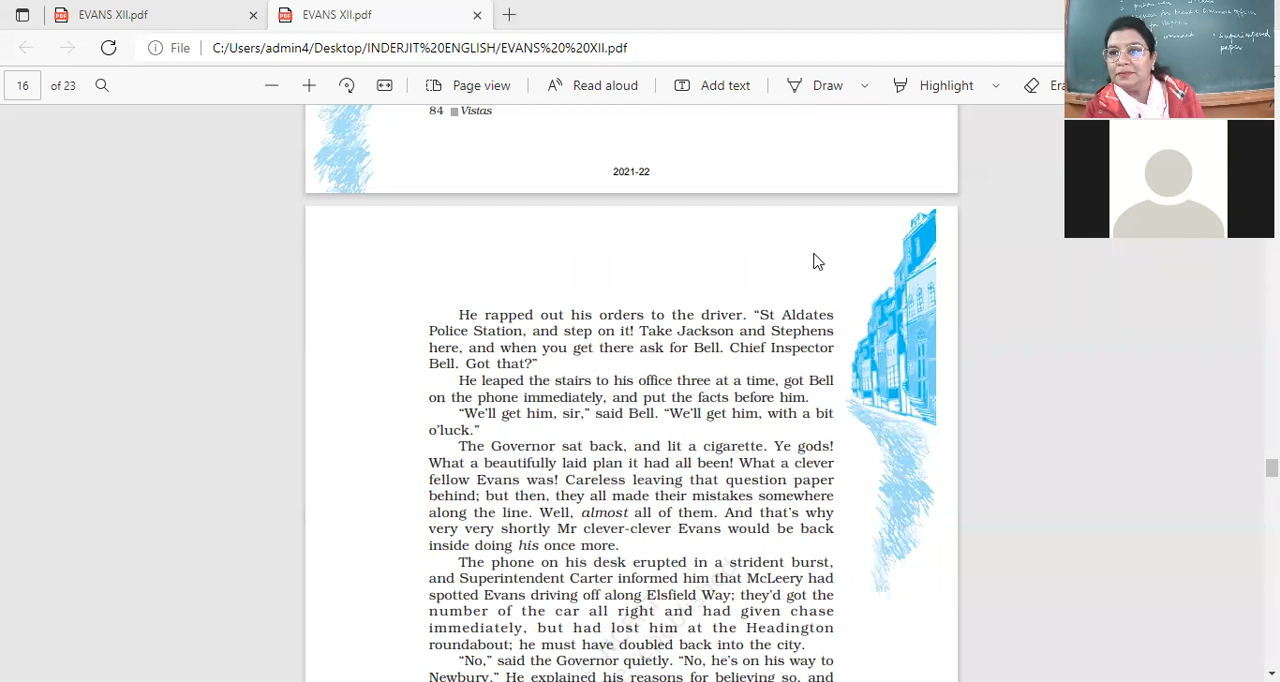 EVANS XII.pdf
EVANS XII.pdf
File C:/Users/admin4/Desktop/INDERJIT%20ENGLISH/EVANS%20%20XII.pdf
16 of 23 Page view Read aloud Add text Draw Highlight Era
84 Vistas
2021-22
He rapped out his orders to the driver. “St Aldates
Police Station, and step on it! Take Jackson and Stephens
here, and when you get there ask for Bell. Chief Inspector
Bell. Got that?”
He leaped the stairs to his office three at a time, got Bell
on the phone immediately, and put the facts before him.
“We’ll get him, sir,” said Bell. “We’ll get him, with a bit
o’luck.”
The Governor sat back, and lit a cigarette. Ye gods!
What a beautifully laid plan it had all been! What a clever
fellow Evans was! Careless leaving that question paper
behind; but then, they all made their mistakes somewhere
along the line. Well, almost all of them. And that’s why
very very shortly Mr clever-clever Evans would be back
inside doing his once more.
The phone on his desk erupted in a strident burst,
and Superintendent Carter informed him that McLeery had
spotted Evans driving off along Elsfield Way; they’d got the
number of the car all right and had given chase
immediately, but had lost him at the Headington
roundabout; he must have doubled back into the city.
“No,” said the Governor quietly. “No, he’s on his way to
Newbury.” He explained his reasons for believing so, and
superimposed
paper